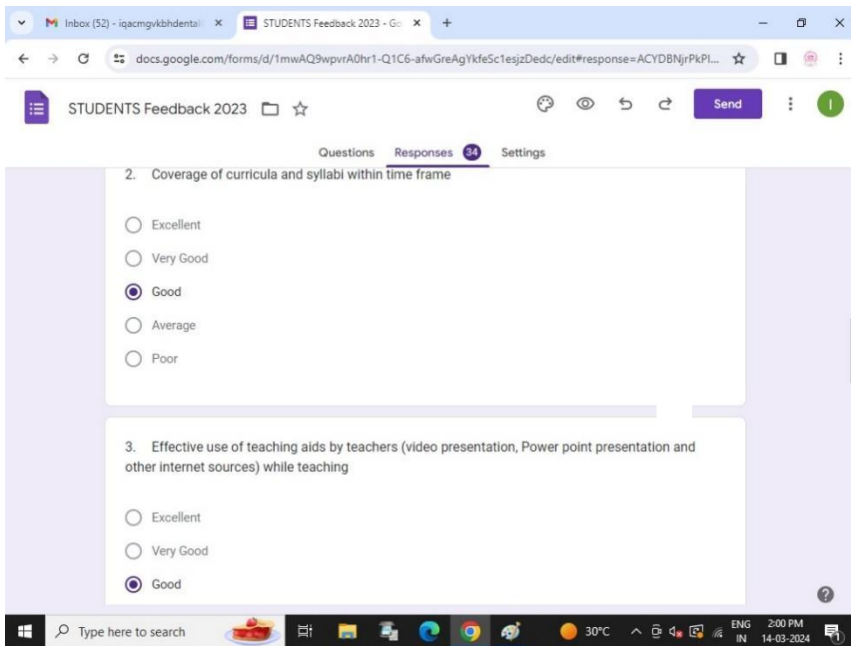 Inbox (52) - iqacmgvkbhdental
STUDENTS Feedback 2023 - Go
docs.google.com/forms/d/1mwAQ9wpvrA0hr1-Q1C6-afwGreAgYkfeSc1esjzDedc/edit#response=ACYDBNjrPkPl...
STUDENTS Feedback 2023
Send
I
Questions Responses 34 Settings
2. Coverage of curricula and syllabi within time frame
Excellent
Very Good
Good
Average
Poor
3. Effective use of teaching aids by teachers (video presentation, Power point presentation and
other internet sources) while teaching
Excellent
Very Good
Good
Type here to search
30°C
ENG
IN
2:00 PM
14-03-2024
1